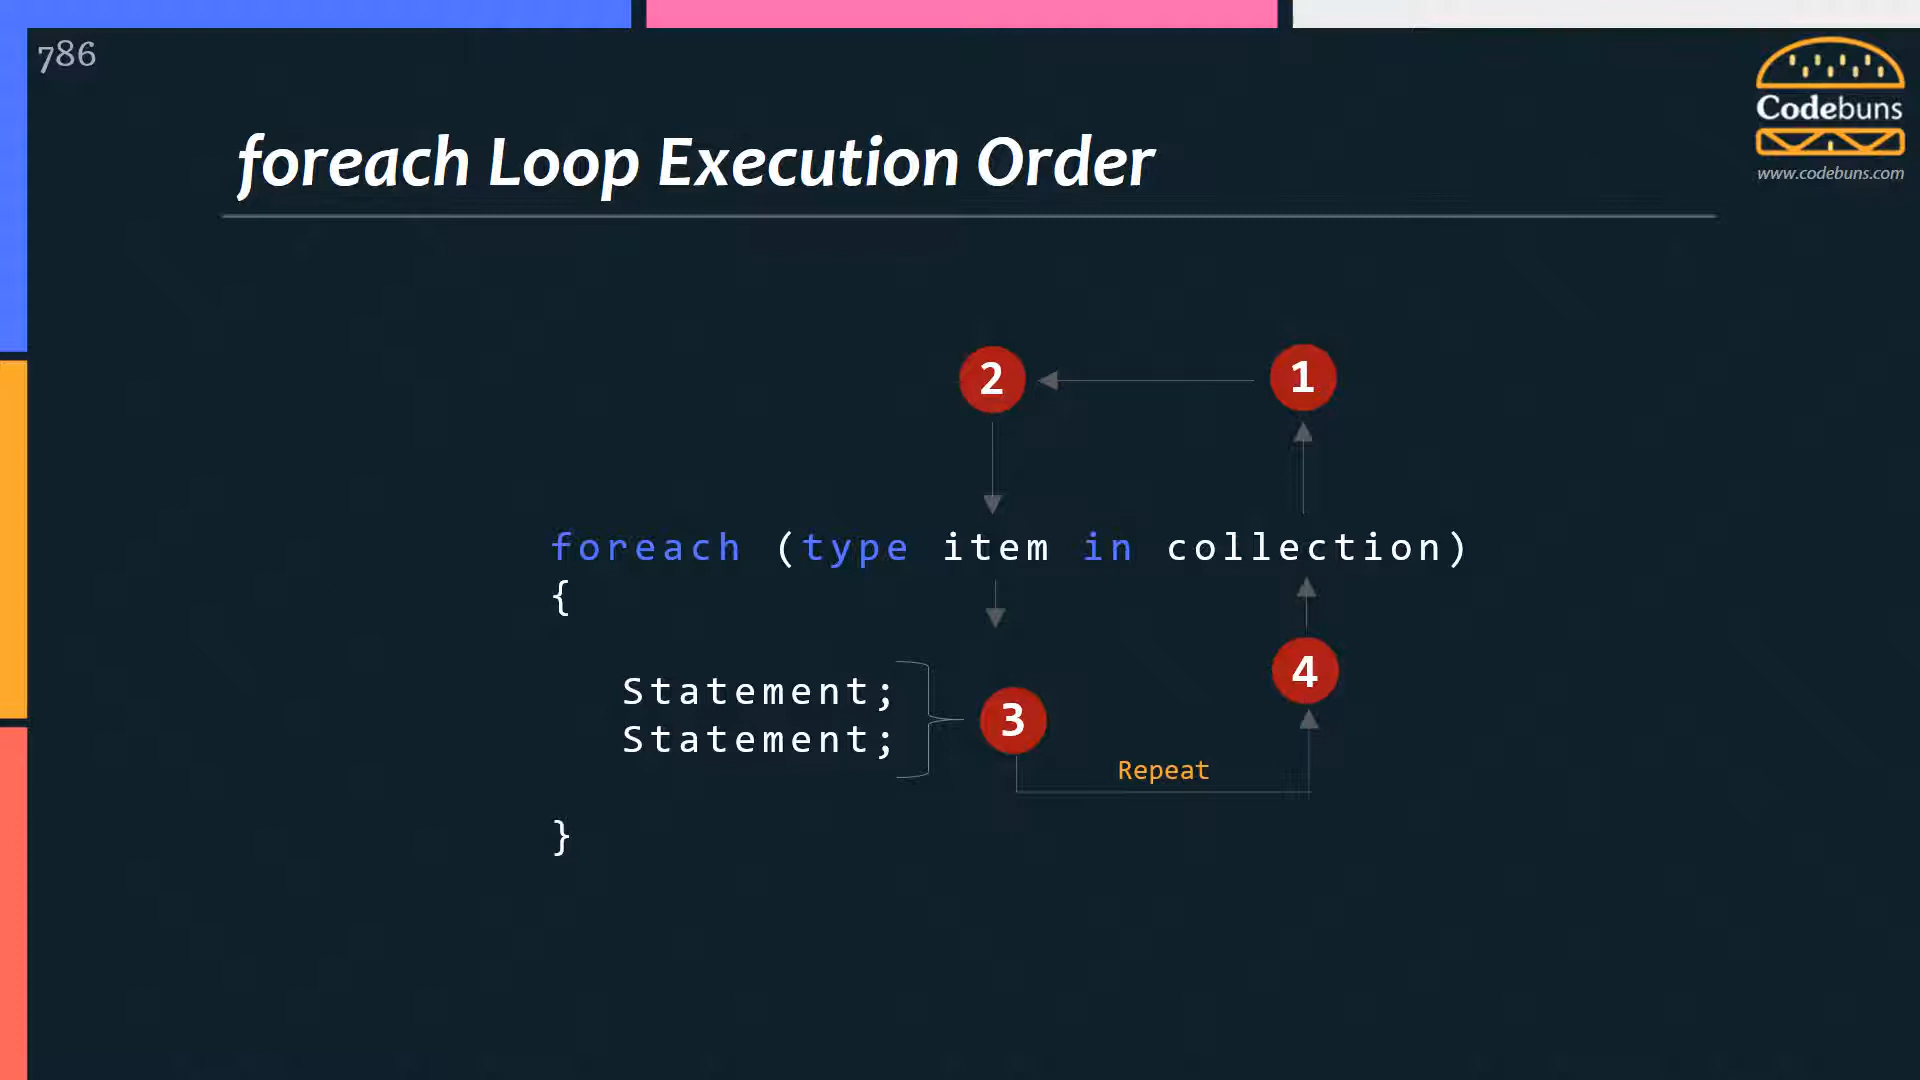 786
Codebuns
www.codebuns.com
foreach Loop Execution Order
2
1
foreach (type item in collection)
{
Statement;
Statement;
3
4
Repeat
}